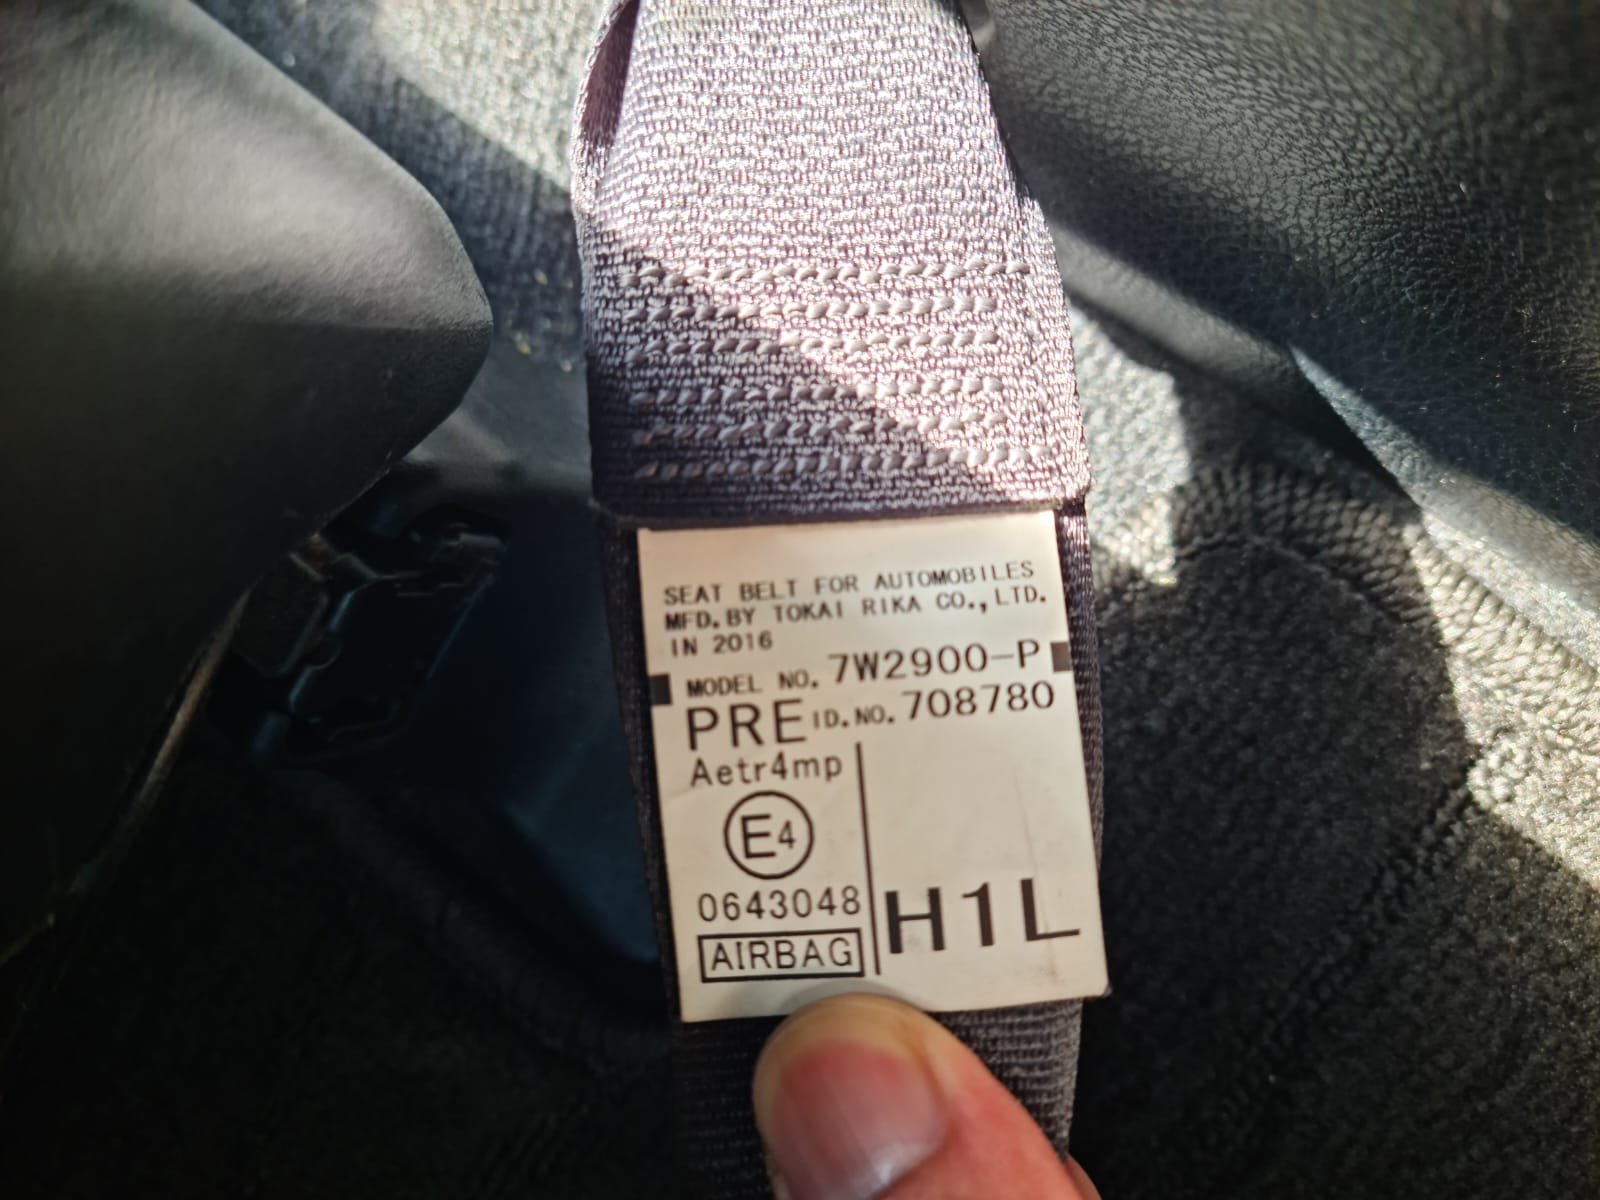 SEAT BELT FOR AUTOMOBILES
MFD. BY TOKAI RIKA CO., LTD.
IN 2016
MODEL NO. 7W2900-P
PRE ID. NO. 708780
Aetr4mp
E4
0643048
AIRBAG
H1L